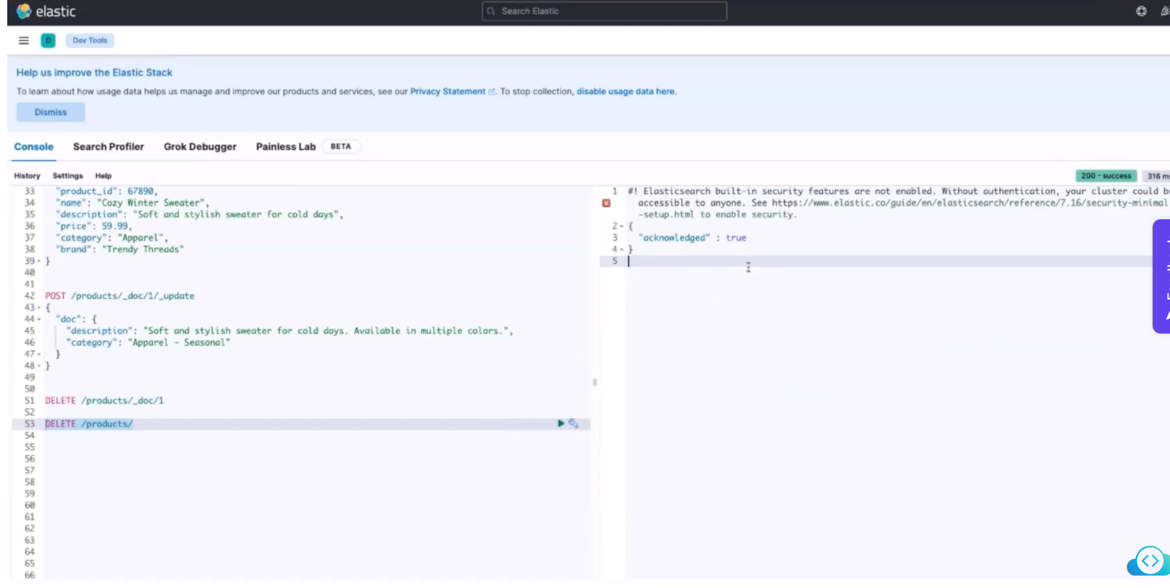 elastic
Search Elastic
D
Dev Tools
Help us improve the Elastic Stack
To learn about how usage data helps us manage and improve our products and services, see our Privacy Statement. To stop collection, disable usage data here.
Dismiss
Console Search Profiler Grok Debugger Painless Lab BETA
History Settings Help
200 - success 316 ms
33 "product_id": 67890,
34 "name": "Cozy Winter Sweater",
35 "description": "Soft and stylish sweater for cold days",
36 "price": 59.99,
37 "category": "Apparel",
38 "brand": "Trendy Threads"
39 }
40
41
42 POST /products/_doc/1/_update
43 {
44 "doc": {
45 "description": "Soft and stylish sweater for cold days. Available in multiple colors.",
46 "category": "Apparel - Seasonal"
47 }
48 }
49
50
51 DELETE /products/_doc/1
52
53 DELETE /products/
54
55
56
57
58
59
60
61
62
63
64
65
66
1 #! Elasticsearch built-in security features are not enabled. Without authentication, your cluster could b
accessible to anyone. See https://www.elastic.co/guide/en/elasticsearch/reference/7.16/security-minimal
-setup.html to enable security.
2 {
3 "acknowledged" : true
4 }
5